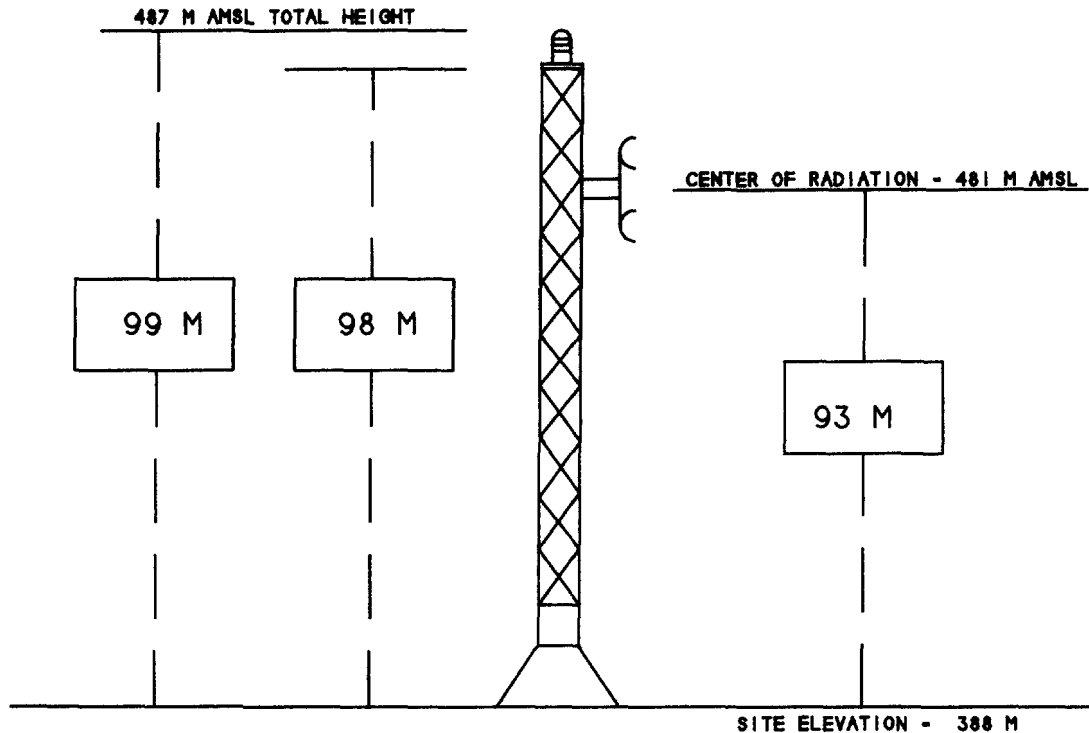 487 M AMSL TOTAL HEIGHT
CENTER OF RADIATION - 481 M AMSL
99 M
98 M
93 M
SITE ELEVATION - 388 M